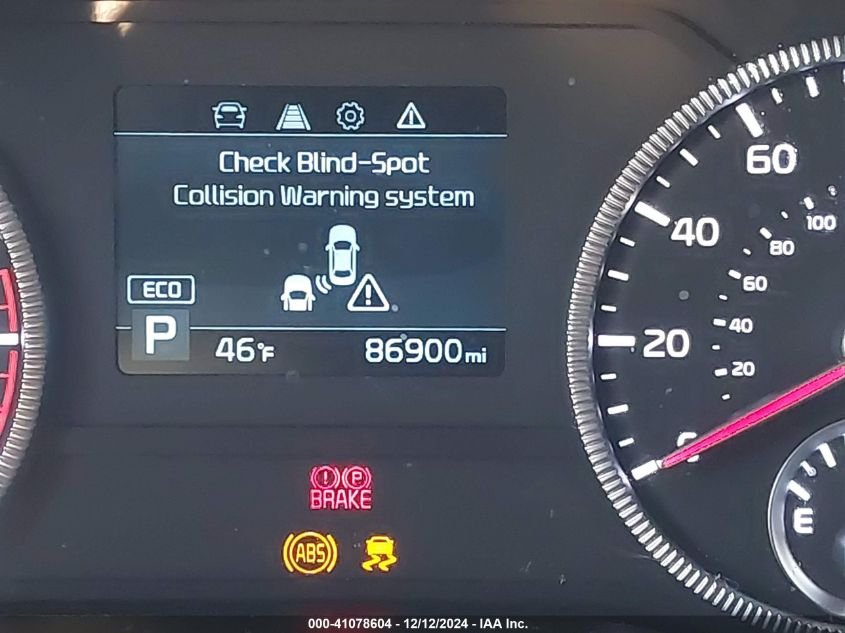 Check Blind-Spot
Collision Warning system
ECO
P
46°F
86900mi
60
40
20
0
100
80
60
40
20
E
P
BRAKE
ABS
000-41078604 - 12/12/2024 - IAA Inc.